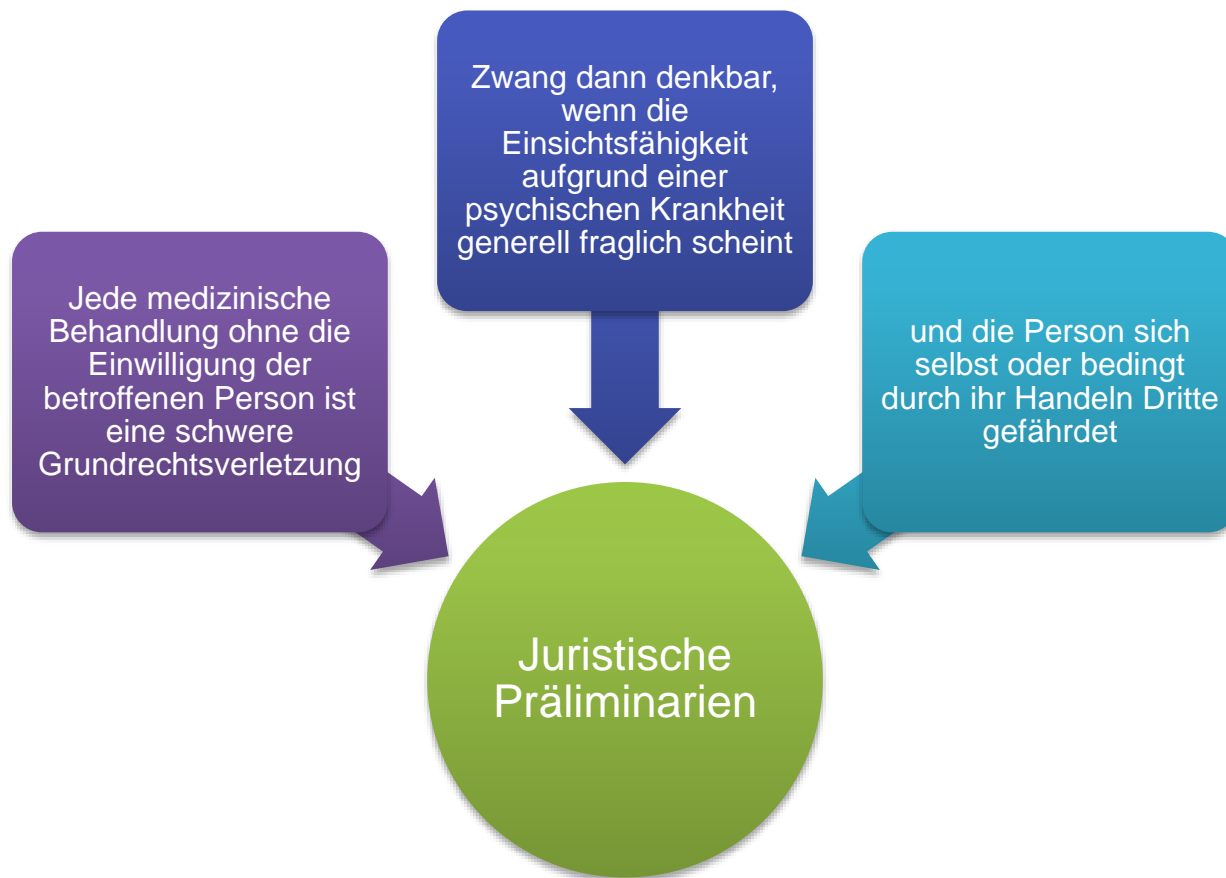 Jede medizinische
Behandlung ohne die
Einwilligung der
betroffenen Person ist
eine schwere
Grundrechtsverletzung
Zwang dann denkbar,
wenn die
Einsichtsfähigkeit
aufgrund einer
psychischen Krankheit
generell fraglich scheint
und die Person sich
selbst oder bedingt
durch ihr Handeln Dritte
gefährdet
Juristische
Präliminarien